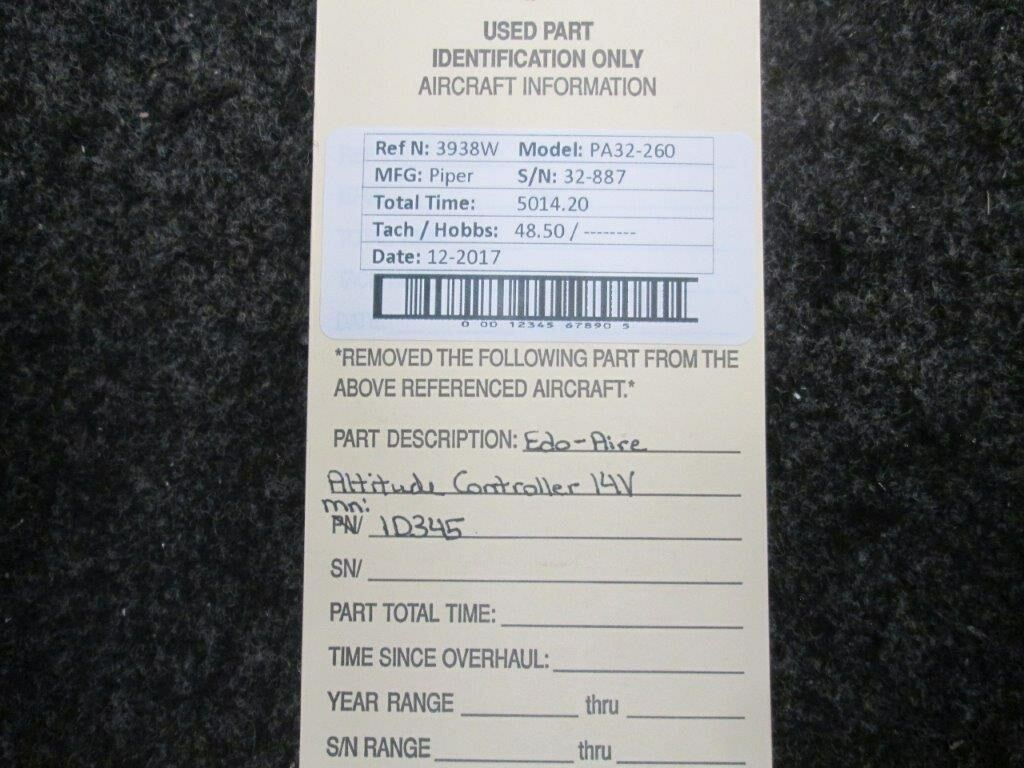 USED PART
IDENTIFICATION ONLY
AIRCRAFT INFORMATION
Ref N: 3938W Model: PA32-260
MFG: Piper S/N: 32-887
Total Time: 5014.20
Tach / Hobbs: 48.50 / --------
Date: 12-2017
0 00 12345 67890 5
*REMOVED THE FOLLOWING PART FROM THE
ABOVE REFERENCED AIRCRAFT.*
PART DESCRIPTION: Edo-Aire
Altitude Controller 14V
mn:
PN/ 1D345
SN/
PART TOTAL TIME:
TIME SINCE OVERHAUL:
YEAR RANGE thru
S/N RANGE thru